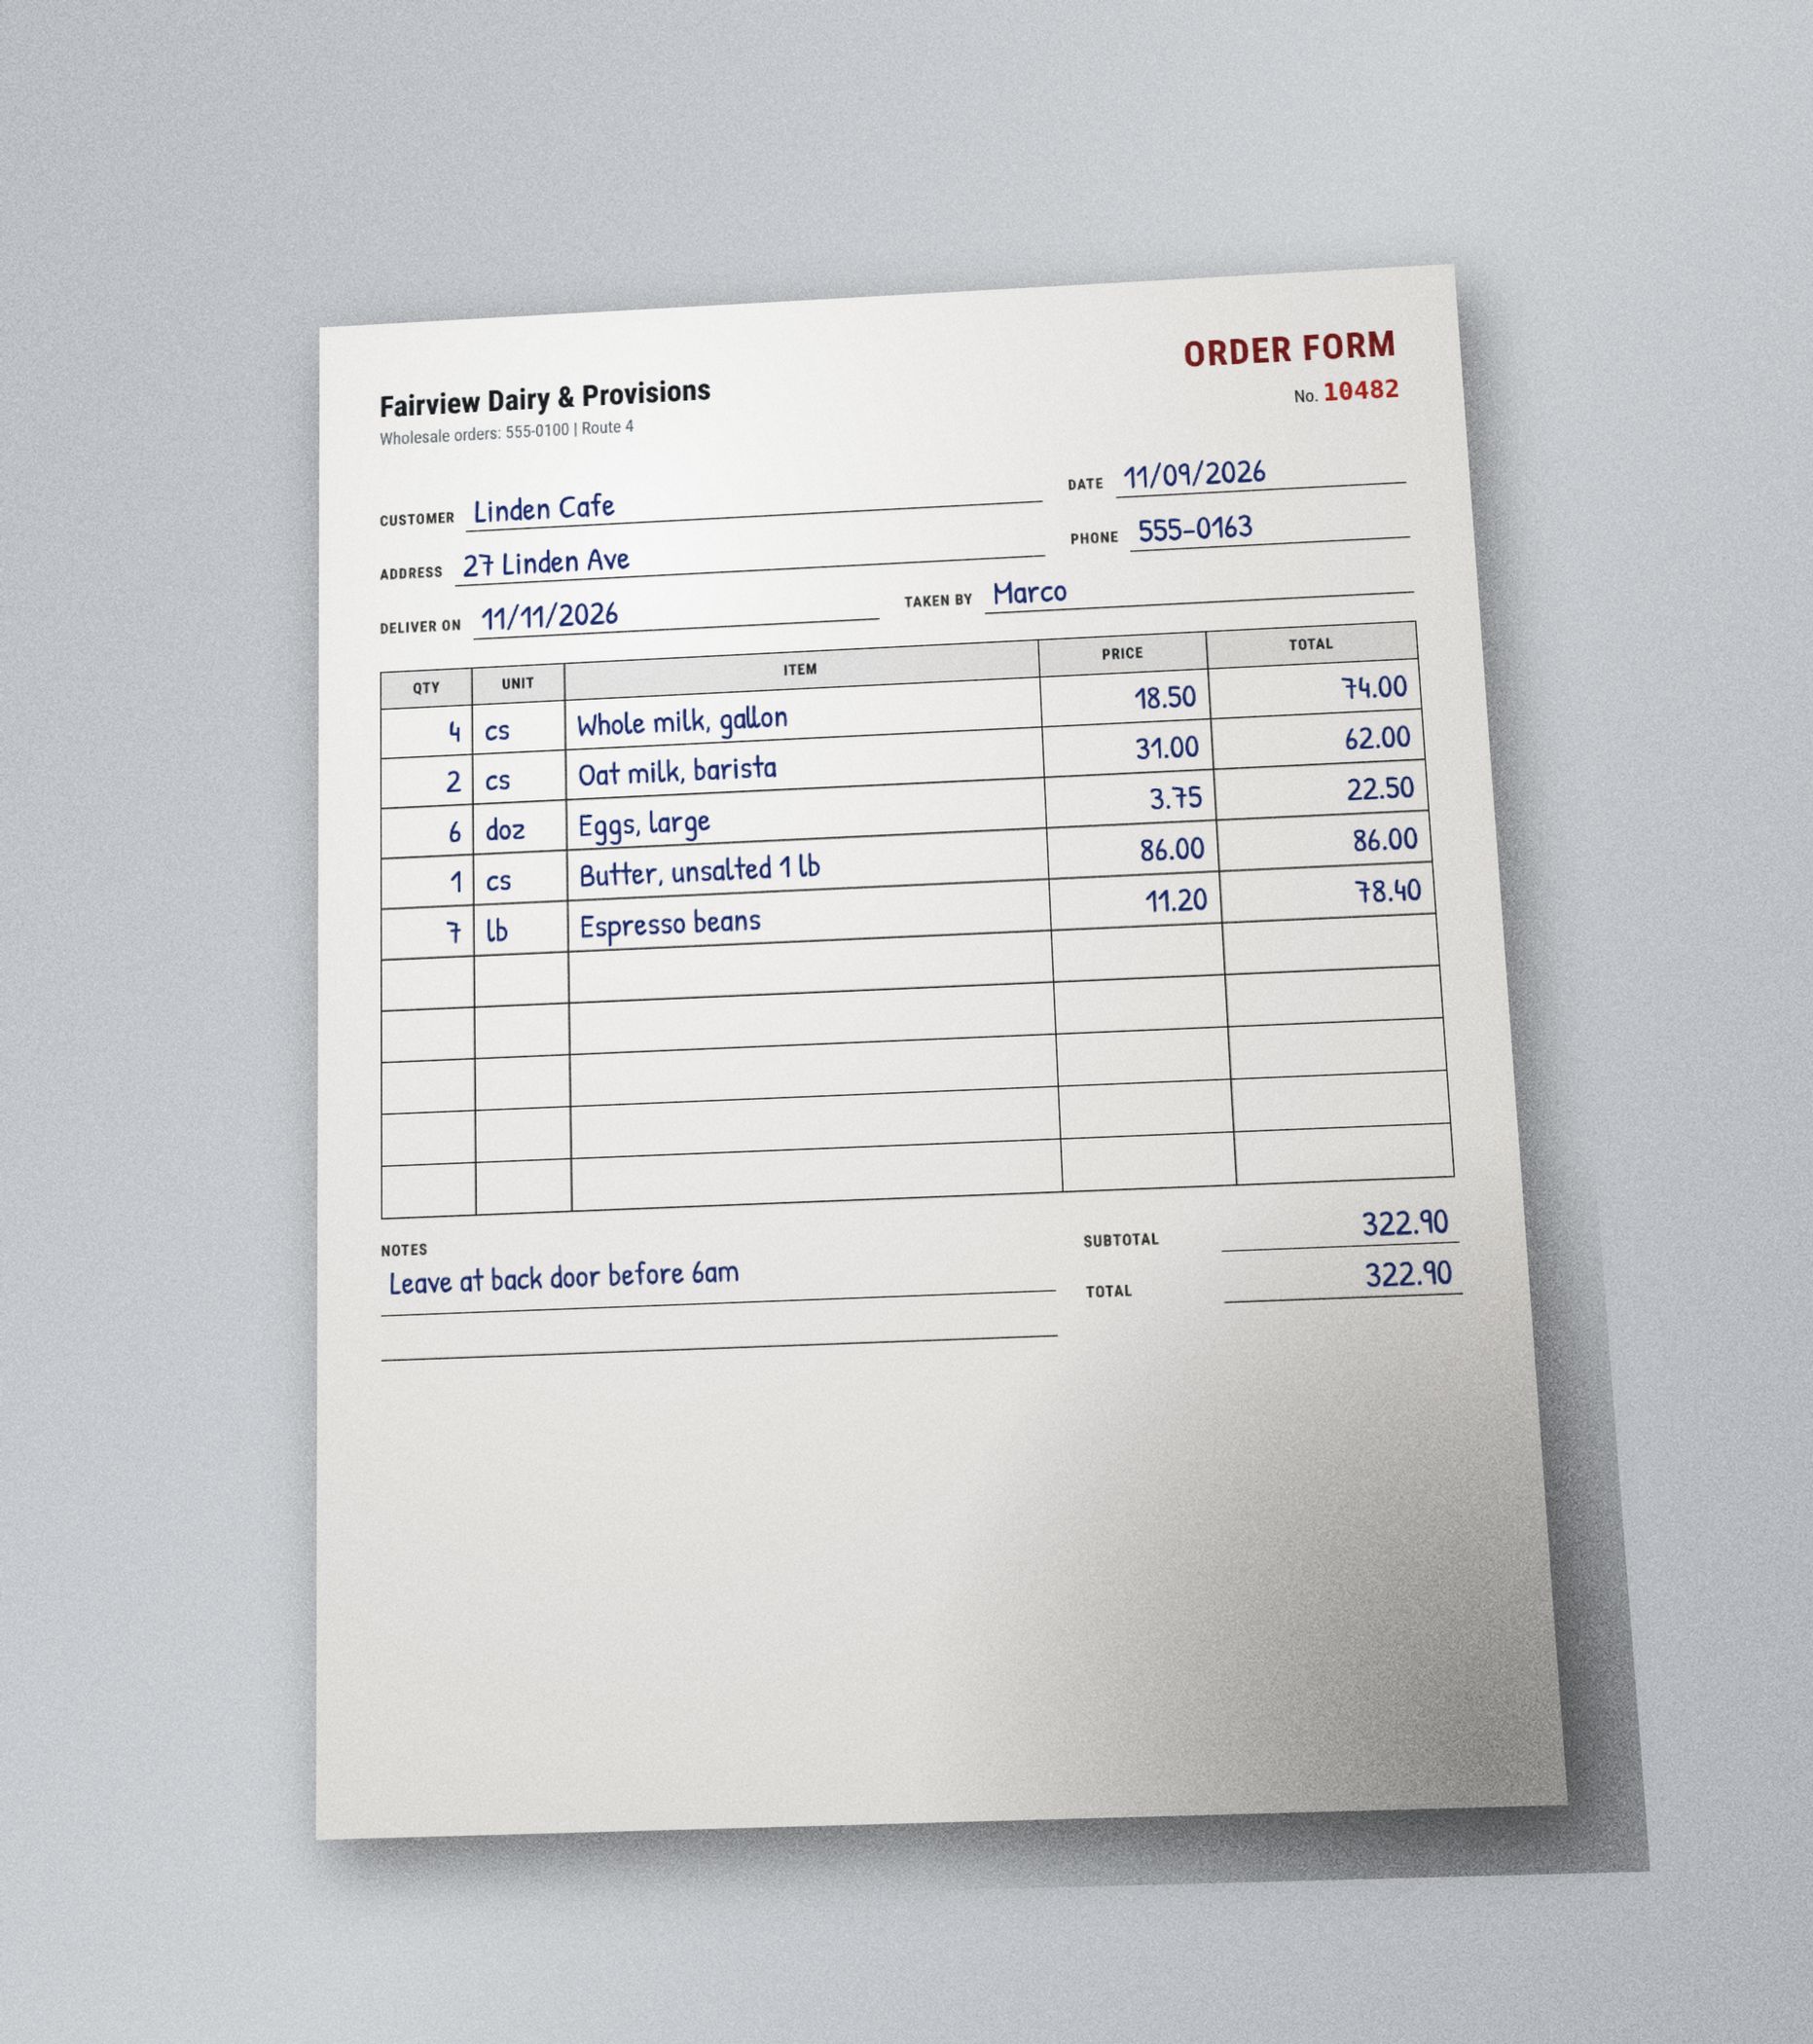 ORDER FORM
Fairview Dairy & Provisions
No. 10482
Wholesale orders: 555-0100 | Route 4
CUSTOMER Linden Cafe DATE 11/09/2026
ADDRESS 27 Linden Ave PHONE 555-0163
DELIVER ON 11/11/2026 TAKEN BY Marco
QTY UNIT ITEM PRICE TOTAL
4 cs Whole milk, gallon 18.50 74.00
2 cs Oat milk, barista 31.00 62.00
6 doz Eggs, large 3.75 22.50
1 cs Butter, unsalted 1 lb 86.00 86.00
7 lb Espresso beans 11.20 78.40
NOTES SUBTOTAL 322.90
Leave at back door before 6am TOTAL 322.90